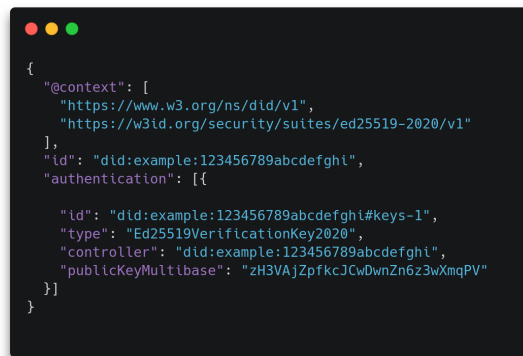 {
  "@context": [
    "https://www.w3.org/ns/did/v1",
    "https://w3id.org/security/suites/ed25519-2020/v1"
  ],
  "id": "did:example:123456789abcdefghi",
  "authentication": [{
    "id": "did:example:123456789abcdefghi#keys-1",
    "type": "Ed25519VerificationKey2020",
    "controller": "did:example:123456789abcdefghi",
    "publicKeyMultibase": "zH3VAjZpfkcJCwDwnZn6z3wXmqPV"
  }]
}